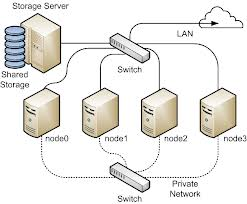 Storage Server
LAN
Shared
Storage
Switch
node0
node1
node2
node3
Private
Network
Switch